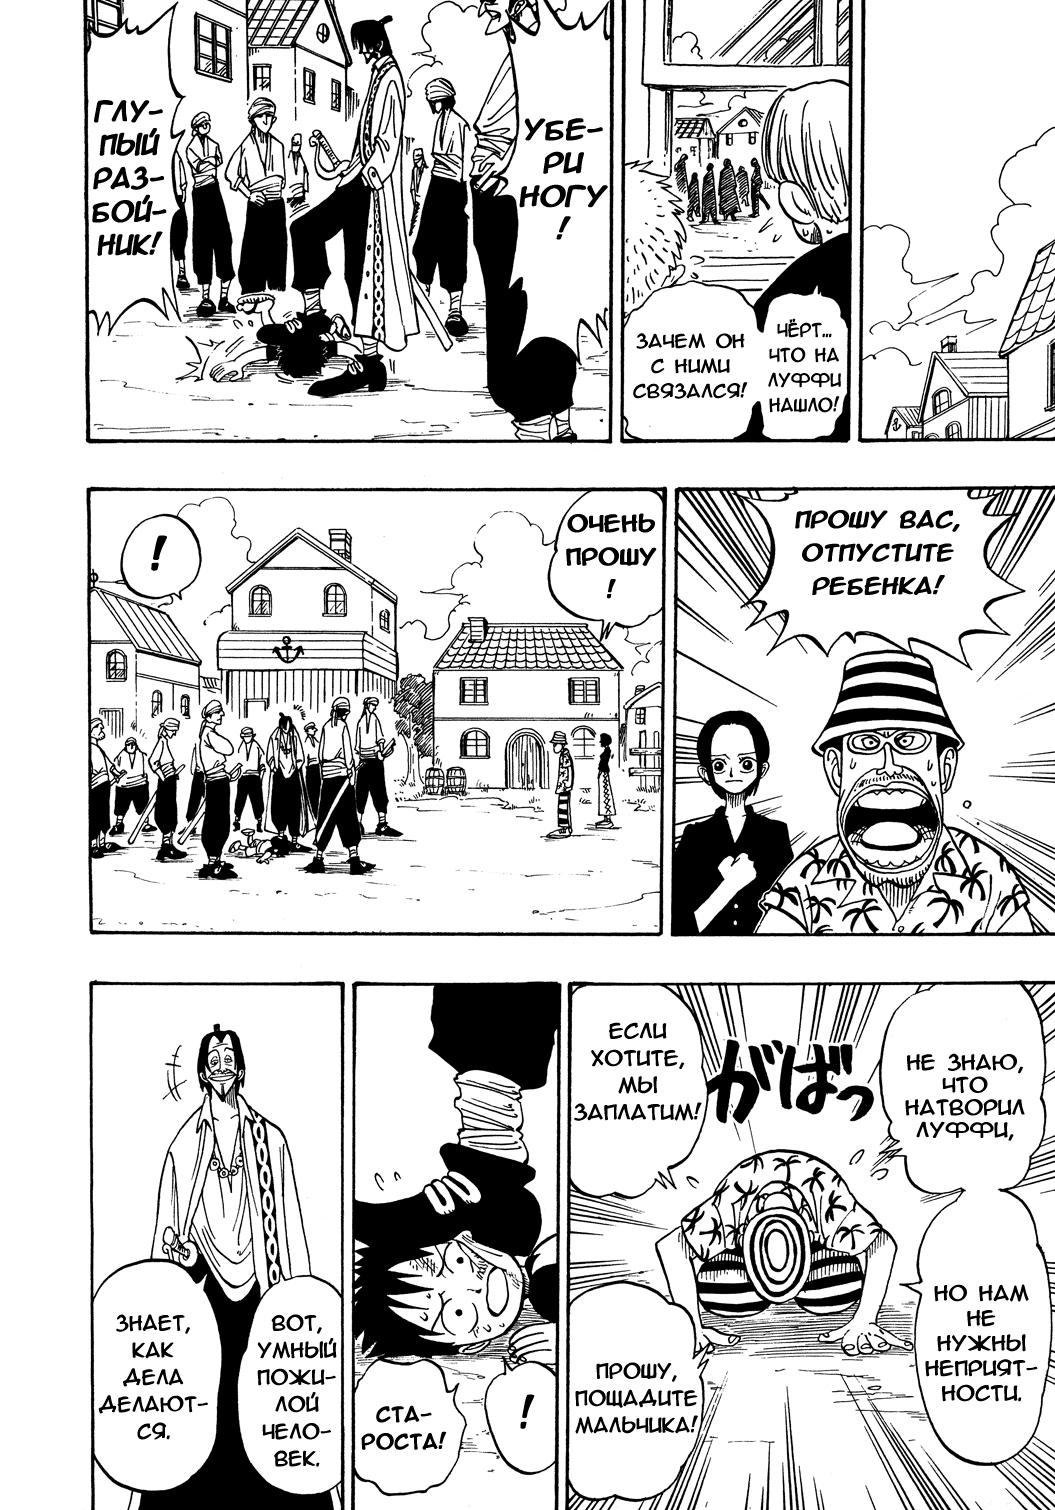 ЧЁРТ...
ЧТО НА
ЛУФФИ
НАШЛО!
ЗАЧЕМ ОН
С НИМИ
СВЯЗАЛСЯ!
УБЕ-
РИ
НОГУ
!
ГЛУ-
ПЫЙ
РАЗ-
БОЙ-
НИК!
ПРОШУ ВАС,
ОТПУСТИТЕ
РЕБЕНКА!
ОЧЕНЬ
ПРОШУ
!
!
НЕ ЗНАЮ,
ЧТО
НАТВОРИЛ
ЛУФФИ,
НО НАМ
НЕ
НУЖНЫ
НЕПРИЯТ-
НОСТИ.
がばっ
ЕСЛИ
ХОТИТЕ,
МЫ
ЗАПЛАТИМ!
ПРОШУ,
ПОЩАДИТЕ
МАЛЬЧИКА!
!
СТА-
РОСТА!
ВОТ,
УМНЫЙ
ПОЖИ-
ЛОЙ
ЧЕЛО-
ВЕК.
ЗНАЕТ,
КАК
ДЕЛА
ДЕЛАЮТ-
СЯ.